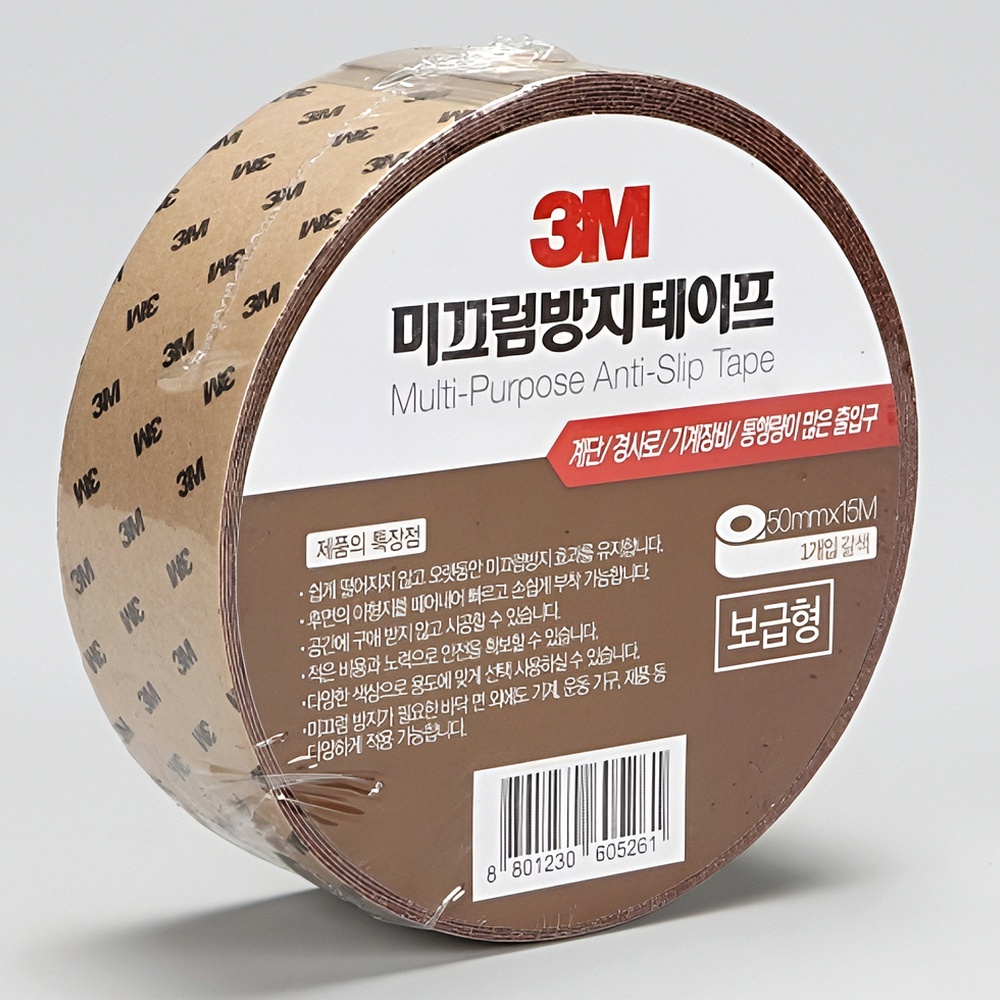 3M
미끄럼방지테이프
Multi-Purpose Anti-Slip Tape
계단/경사로/기계장비/통행량이 많은 출입구
50mmx15M
1개입 갈색
보급형
제품의 특장점
· 쉽게 떨어지지 않고 오랫동안 미끄럼방지 효과를 유지합니다.
· 후면의 이형지를 떼어내어 빠르고 손쉽게 부착 가능합니다.
· 공간에 구애 받지 않고 시공할 수 있습니다.
· 적은 비용과 노력으로 안전을 확보할 수 있습니다.
· 다양한 색상으로 용도에 맞게 선택 사용하실 수 있습니다.
· 미끄럼 방지가 필요한 바닥 면 외에도 기계, 운동 기구, 제품 등
다양하게 적용 가능합니다.
8 801230 605261